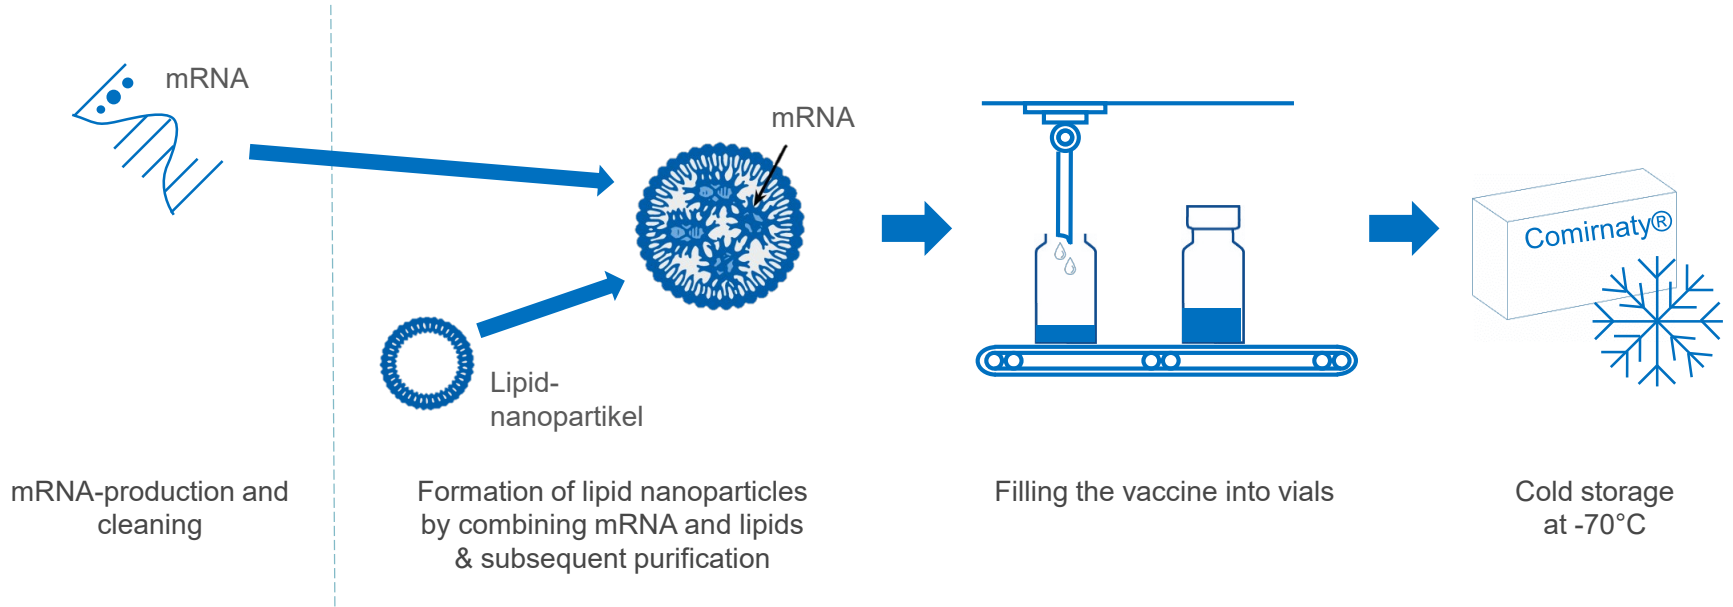 mRNA
mRNA
Lipid-
nanopartikel
Comirnaty®
mRNA-production and
cleaning
Formation of lipid nanoparticles
by combining mRNA and lipids
& subsequent purification
Filling the vaccine into vials
Cold storage
at -70°C